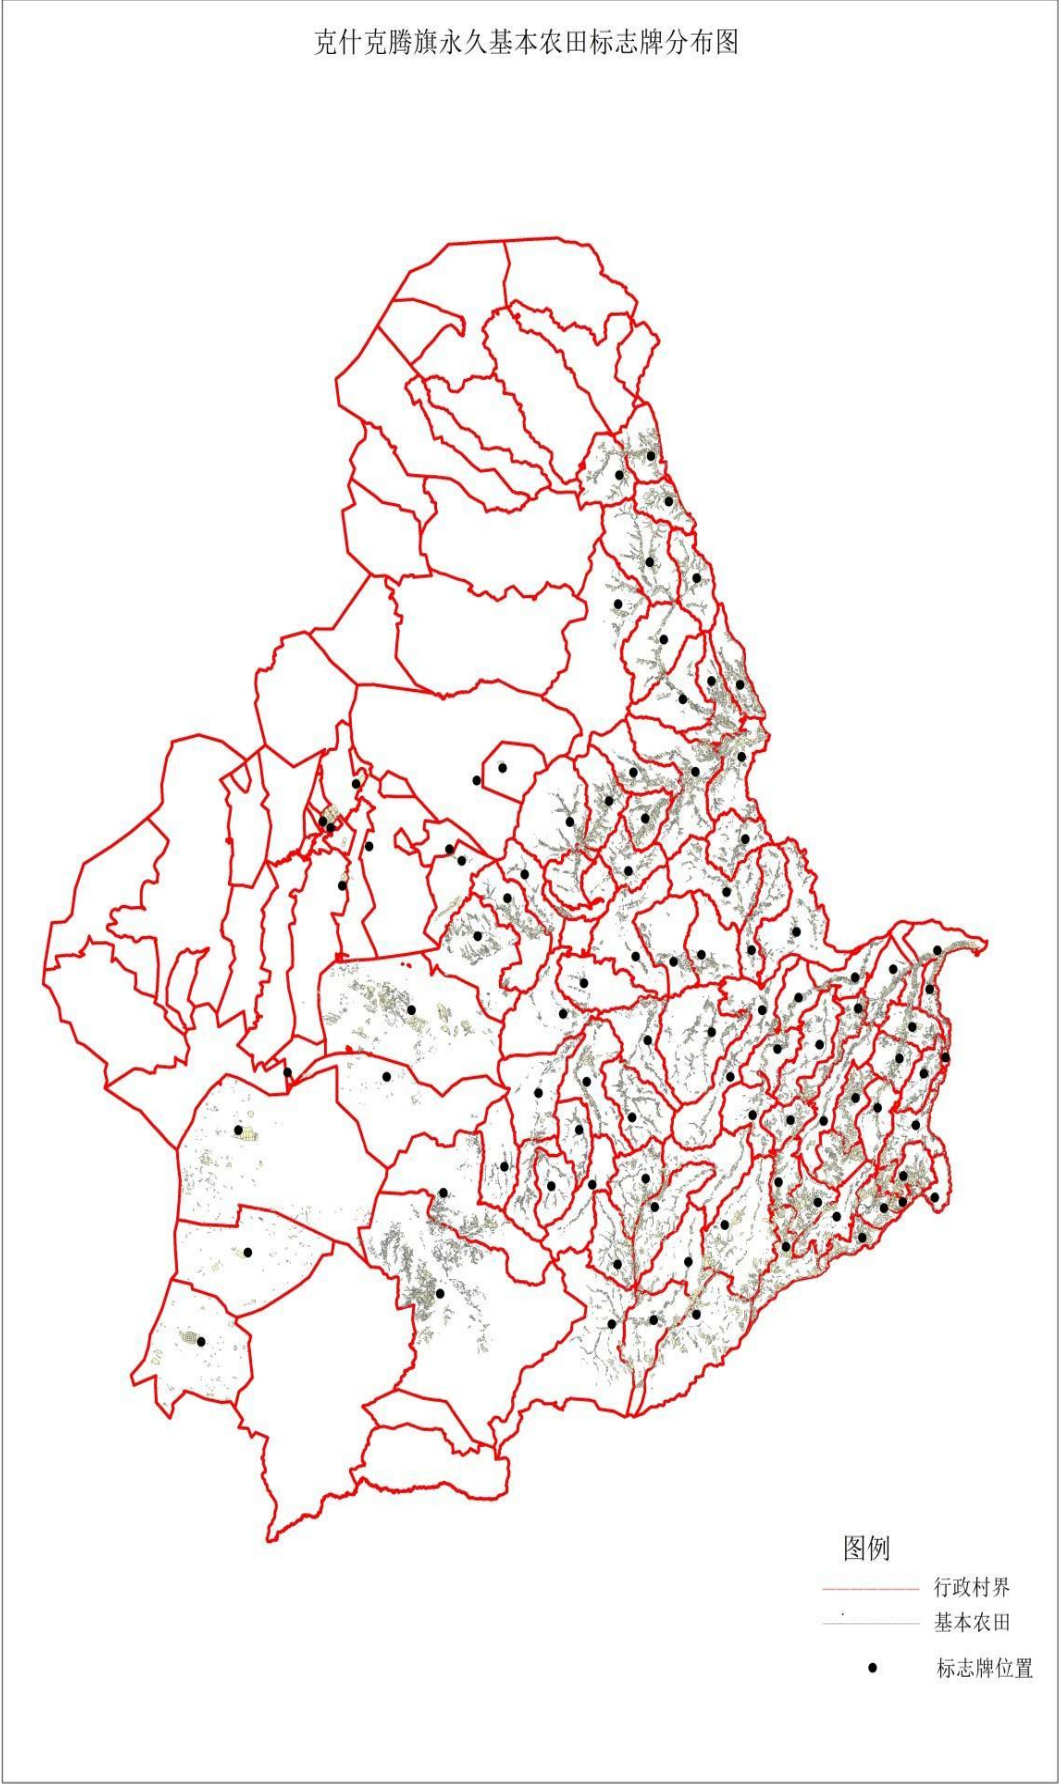 克什克腾旗永久基本农田标志牌分布图
图例
行政村界
基本农田
标志牌位置